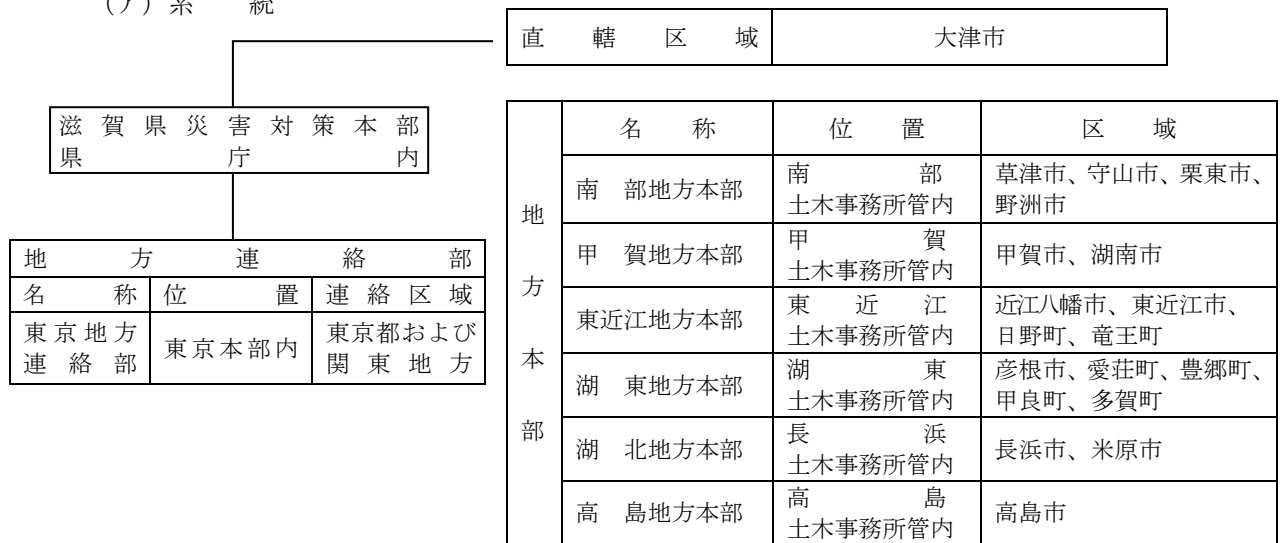 （ア）系　統
直　轄　区　域　大津市
滋賀県災害対策本部
県庁内
地方連絡部
名称　位置　連絡区域
東京地方連絡部　東京本部内　東京都および関東地方
地方本部
名　称　位　置　区　域
南　部地方本部　南部土木事務所管内　草津市、守山市、栗東市、野洲市
甲　賀地方本部　甲賀土木事務所管内　甲賀市、湖南市
東近江地方本部　東近江土木事務所管内　近江八幡市、東近江市、日野町、竜王町
湖　東地方本部　湖東土木事務所管内　彦根市、愛荘町、豊郷町、甲良町、多賀町
湖　北地方本部　長浜土木事務所管内　長浜市、米原市
高　島地方本部　高島土木事務所管内　高島市